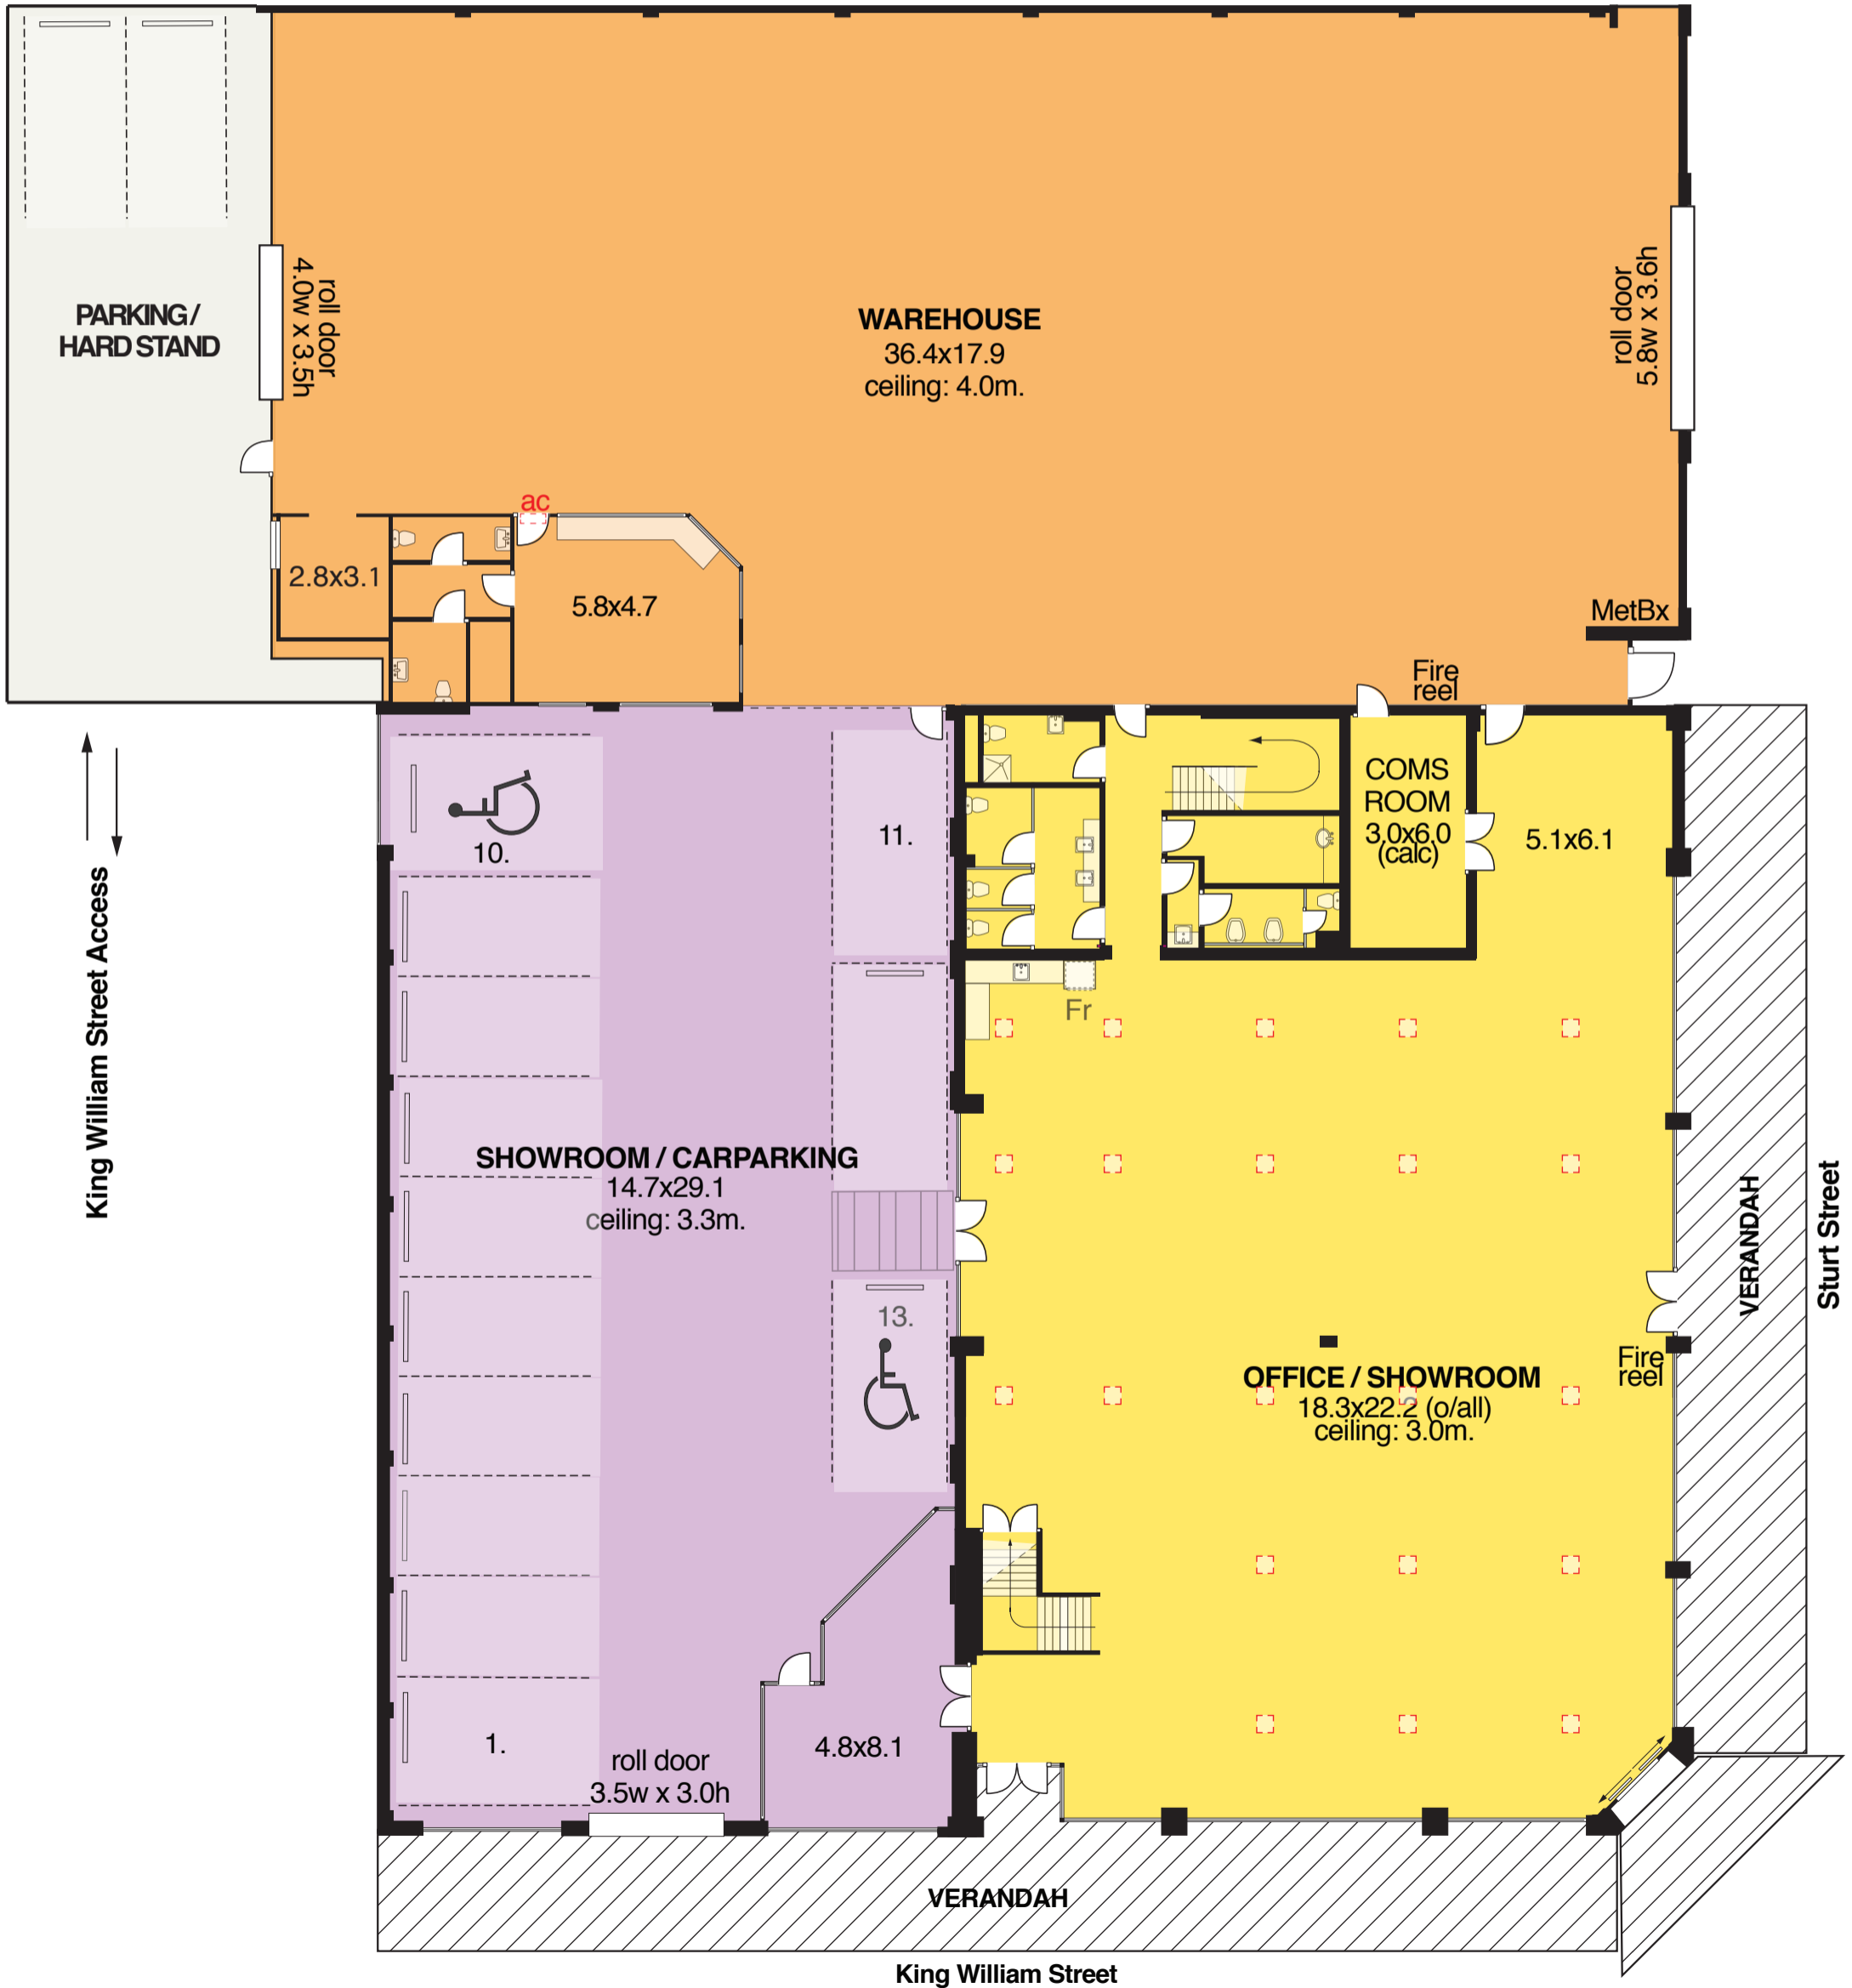 PARKING /
HARD STAND
roll door
4.0w x 3.5h
WAREHOUSE
36.4x17.9
ceiling: 4.0m.
roll door
5.8w x 3.6h
ac
2.8x3.1
5.8x4.7
MetBx
Fire
reel
King William Street Access
10.
11.
COMS
ROOM
3.0x6.0
(calc)
5.1x6.1
Fr
SHOWROOM / CARPARKING
14.7x29.1
ceiling: 3.3m.
13.
VERANDAH
Sturt Street
Fire
reel
OFFICE / SHOWROOM
18.3x22.2 (o/all)
ceiling: 3.0m.
1.
roll door
3.5w x 3.0h
4.8x8.1
VERANDAH
King William Street